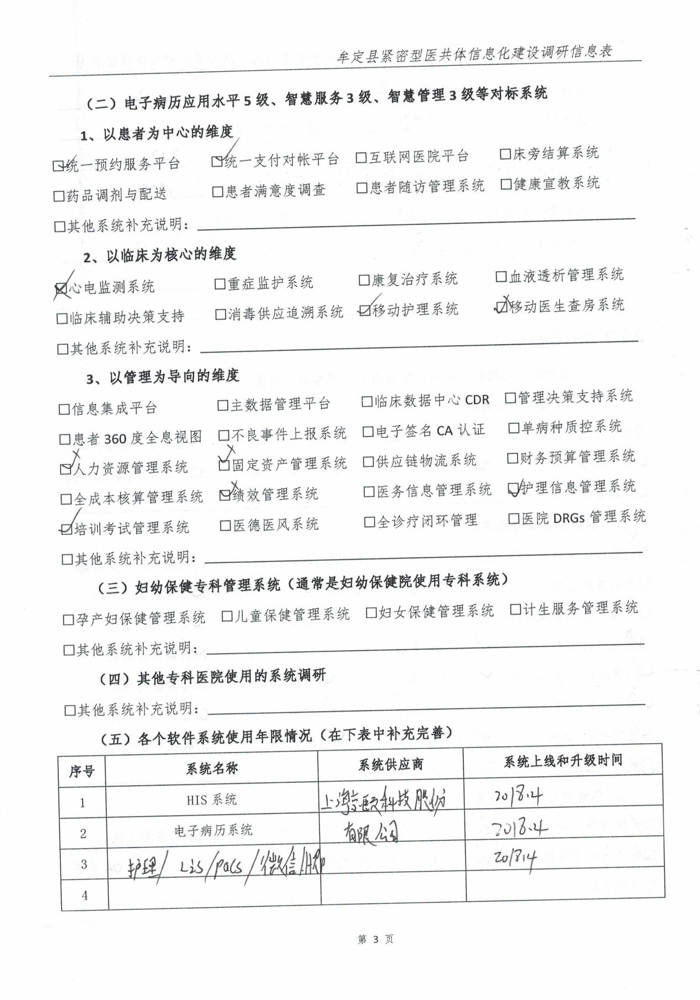 牟定县紧密型医共体信息化建设调研信息表
（二）电子病历应用水平 5 级、智慧服务 3 级、智慧管理 3 级等对标系统
1、以患者为中心的维度
☑统一预约服务平台 ☑统一支付对帐平台 □互联网医院平台 □床旁结算系统
□药品调剂与配送 □患者满意度调查 □患者随访管理系统 □健康宣教系统
□其他系统补充说明：
2、以临床为核心的维度
☑心电监测系统 □重症监护系统 □康复治疗系统 □血液透析管理系统
□临床辅助决策支持 □消毒供应追溯系统 ☑移动护理系统 ☑移动医生查房系统
□其他系统补充说明：
3、以管理为导向的维度
□信息集成平台 □主数据管理平台 □临床数据中心 CDR □管理决策支持系统
□患者 360 度全息视图 □不良事件上报系统 □电子签名 CA 认证 □单病种质控系统
☑人力资源管理系统 ☑固定资产管理系统 □供应链物流系统 □财务预算管理系统
□全成本核算管理系统 ☑绩效管理系统 □医务信息管理系统 ☑护理信息管理系统
☑培训考试管理系统 □医德医风系统 □全诊疗闭环管理 □医院 DRGs 管理系统
□其他系统补充说明：
（三）妇幼保健专科管理系统（通常是妇幼保健院使用专科系统）
□孕产妇保健管理系统 □儿童保健管理系统 □妇女保健管理系统 □计生服务管理系统
□其他系统补充说明：
（四）其他专科医院使用的系统调研
□其他系统补充说明：
（五）各个软件系统使用年限情况（在下表中补充完善）
序号 系统名称 系统供应商 系统上线和升级时间
1 HIS 系统 上海京颐科技股份 2018.4
2 电子病历系统 有限公司 2018.4
3 护理/Lis/pacs/微信.HRP 2018.4
4
第 3 页